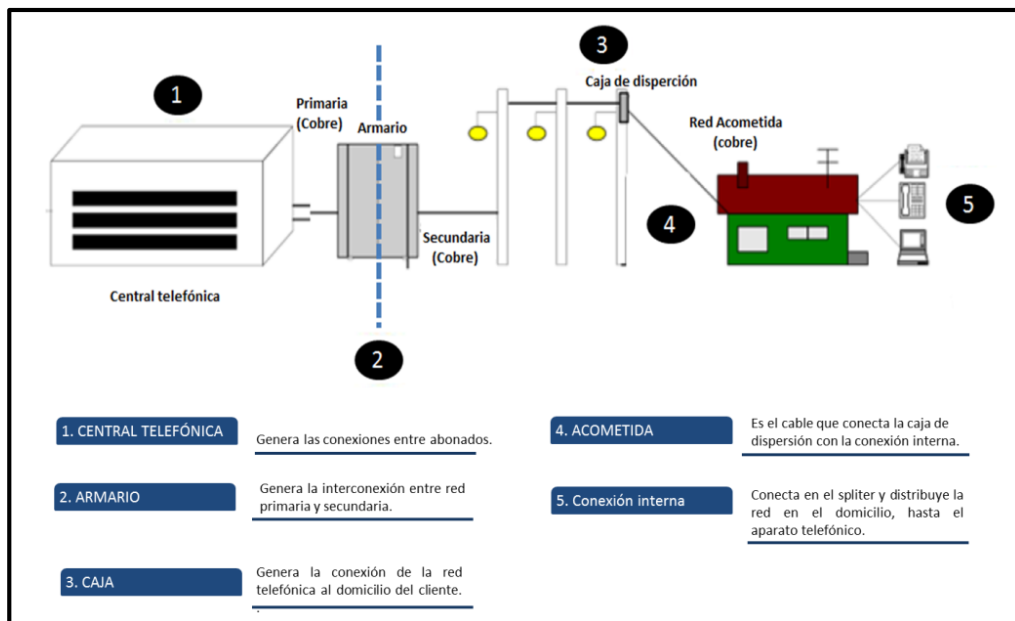 1
3
Caja de disperción
Primaria
(Cobre)
Armario
Red Acometida
(cobre)
5
4
Secundaria
(Cobre)
Central telefónica
2
1. CENTRAL TELEFÓNICA
Genera las conexiones entre abonados.
2. ARMARIO
Genera la interconexión entre red
primaria y secundaria.
3. CAJA
Genera la conexión de la red
telefónica al domicilio del cliente.
.
4. ACOMETIDA
Es el cable que conecta la caja de
dispersión con la conexión interna.
5. Conexión interna
Conecta en el spliter y distribuye la
red en el domicilio, hasta el
aparato telefónico.